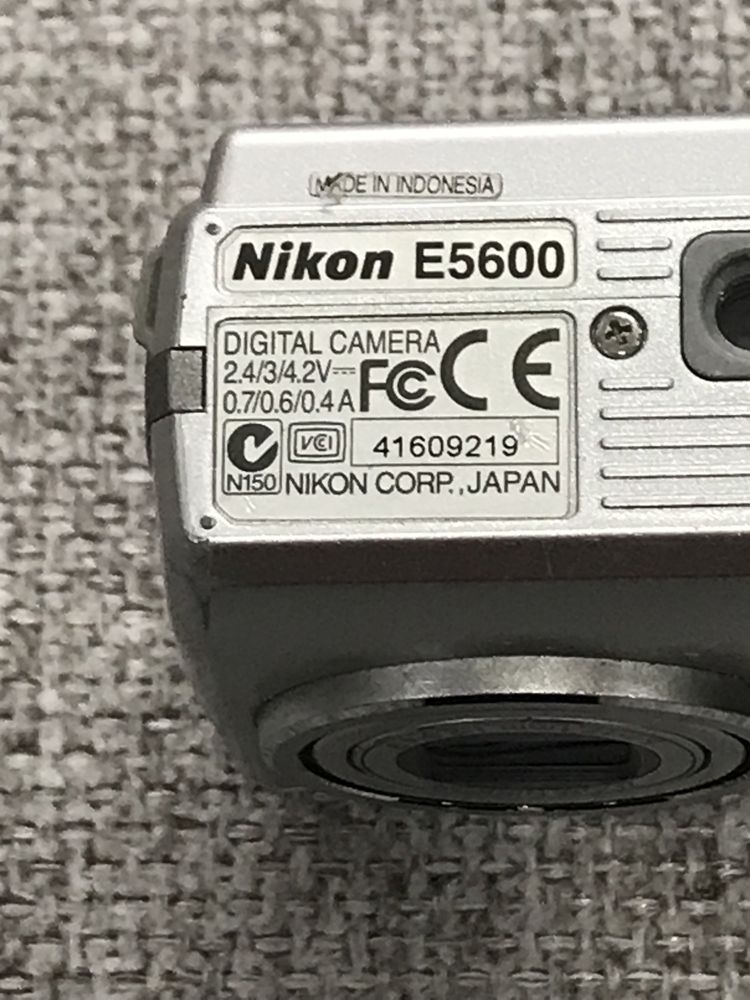 MADE IN INDONESIA
Nikon E5600
DIGITAL CAMERA
2.4/3/4.2V⎓
0.7/0.6/0.4A FC CE
VCI 41609219
N150 NIKON CORP., JAPAN